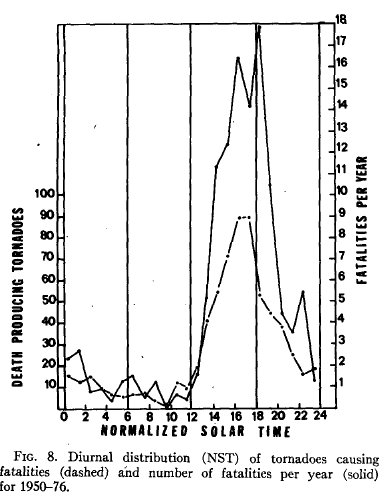 18
17
16
15
14
13
12
11
100 10
90 9
80 8
70 7
60 6
50 5
40 4
30 3
20 2
10 1
DEATH PRODUCING TORNADOES
FATALITIES PER YEAR
0 2 4 6 8 10 12 14 16 18 20 22 24
NORMALIZED SOLAR TIME
FIG. 8. Diurnal distribution (NST) of tornadoes causing
fatalities (dashed) and number of fatalities per year (solid)
for 1950-76.